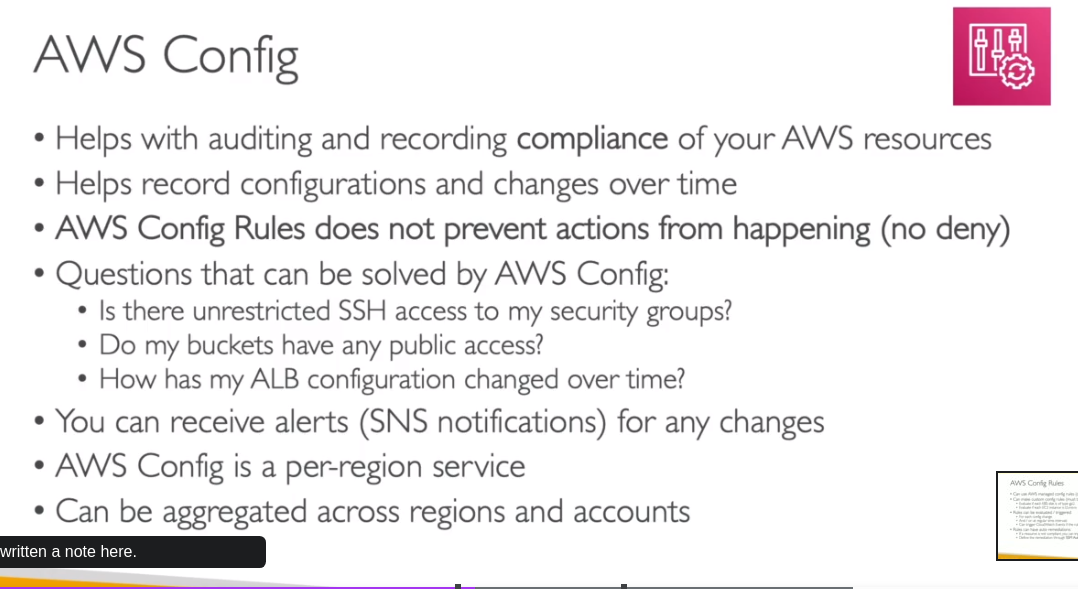 AWS Config
• Helps with auditing and recording compliance of your AWS resources
• Helps record configurations and changes over time
• AWS Config Rules does not prevent actions from happening (no deny)
• Questions that can be solved by AWS Config:
• Is there unrestricted SSH access to my security groups?
• Do my buckets have any public access?
• How has my ALB configuration changed over time?
• You can receive alerts (SNS notifications) for any changes
• AWS Config is a per-region service
• Can be aggregated across regions and accounts
written a note here.
AWS Config Rules